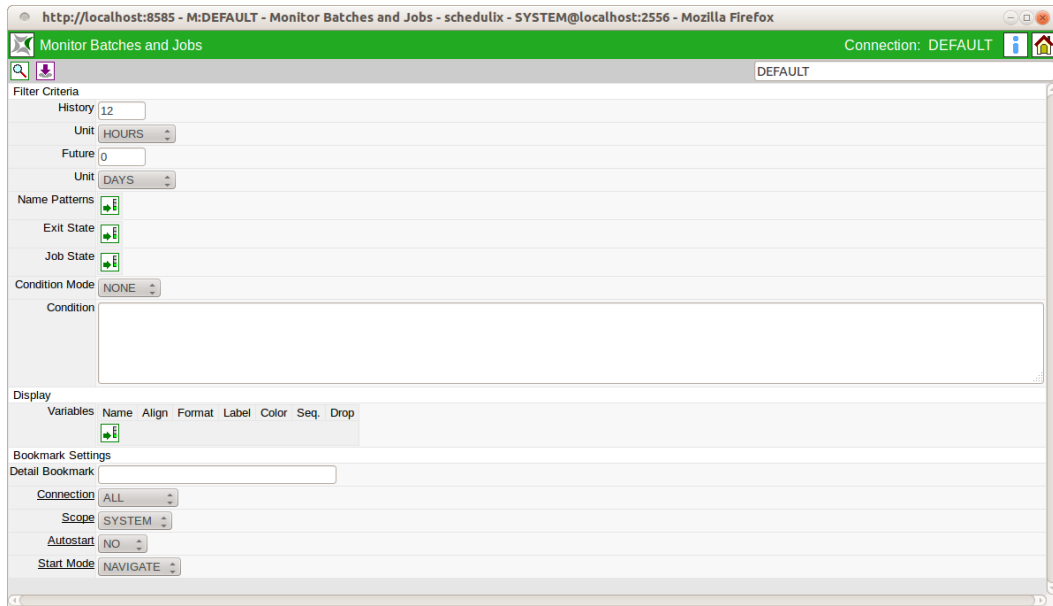 http://localhost:8585 - M:DEFAULT - Monitor Batches and Jobs - schedulix - SYSTEM@localhost:2556 - Mozilla Firefox
Monitor Batches and Jobs Connection: DEFAULT
DEFAULT
Filter Criteria
History 12
Unit HOURS
Future 0
Unit DAYS
Name Patterns
Exit State
Job State
Condition Mode NONE
Condition
Display
Variables Name Align Format Label Color Seq. Drop
Bookmark Settings
Detail Bookmark
Connection ALL
Scope SYSTEM
Autostart NO
Start Mode NAVIGATE